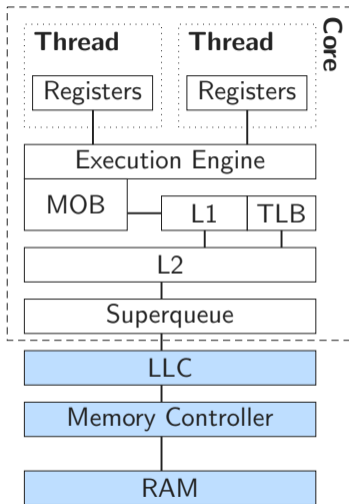 Core
Thread Thread
Registers Registers
Execution Engine
MOB
L1 TLB
L2
Superqueue
LLC
Memory Controller
RAM